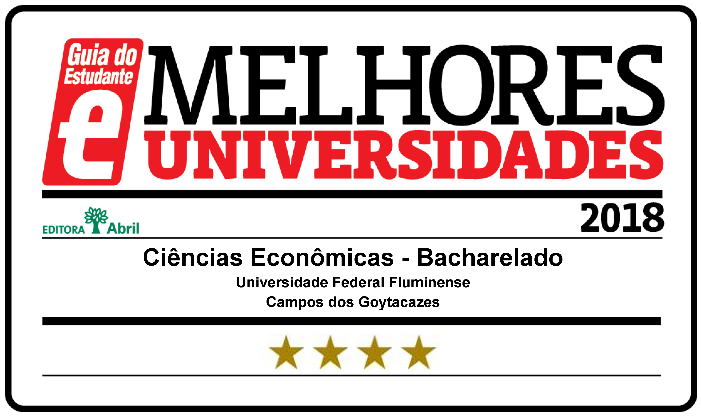 Guia do
Estudante
e
MELHORES
UNIVERSIDADES
EDITORA Abril
2018
Ciências Econômicas - Bacharelado
Universidade Federal Fluminense
Campos dos Goytacazes